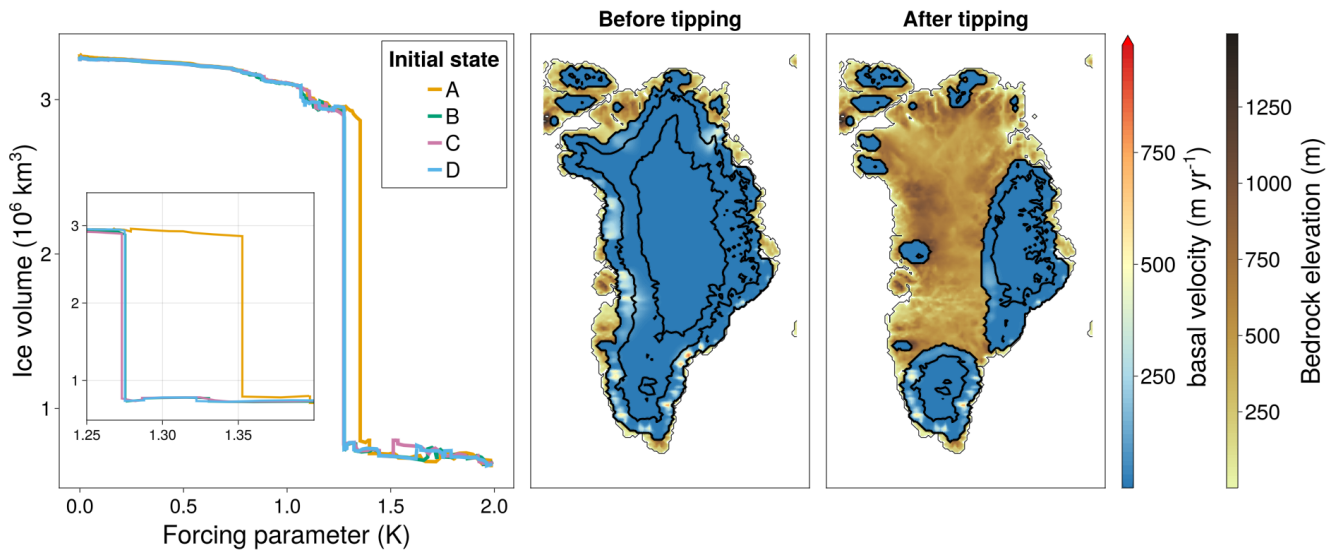 Before tipping
After tipping
Initial state
A
B
C
D
Ice volume (10⁶ km³)
3
2
1
3
2
1
1.25
1.30
1.35
0.0
0.5
1.0
1.5
2.0
Forcing parameter (K)
750
500
250
basal velocity (m yr⁻¹)
1250
1000
750
500
250
Bedrock elevation (m)